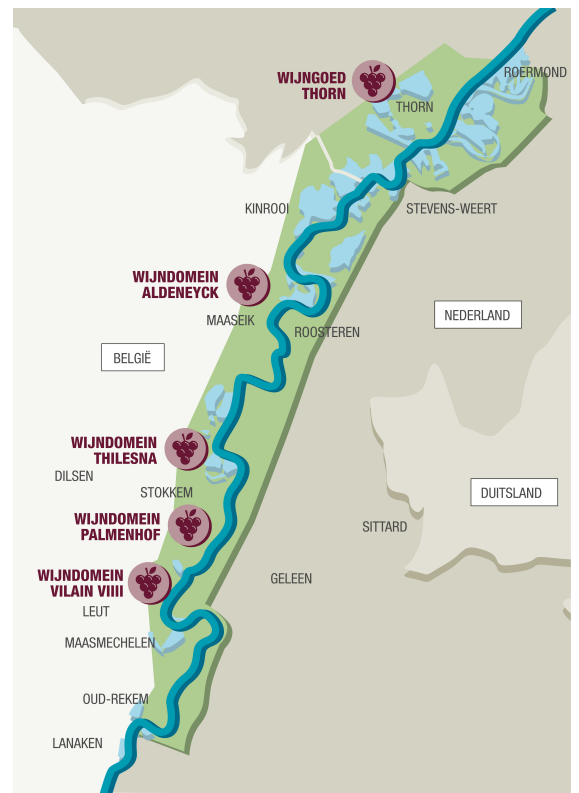 WIJNGOED
THORN
ROERMOND
THORN
KINROOI
STEVENS-WEERT
WIJNDOMEIN
ALDENEYCK
MAASEIK
NEDERLAND
ROOSTEREN
BELGIË
WIJNDOMEIN
THILESNA
DILSEN
STOKKEM
DUITSLAND
WIJNDOMEIN
PALMENHOF
SITTARD
WIJNDOMEIN
VILAIN VIIII
GELEEN
LEUT
MAASMECHELEN
OUD-REKEM
LANAKEN